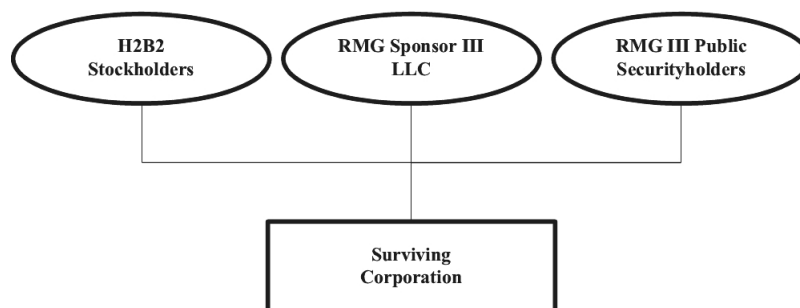 H2B2
Stockholders
RMG Sponsor III
LLC
RMG III Public
Securityholders
Surviving
Corporation